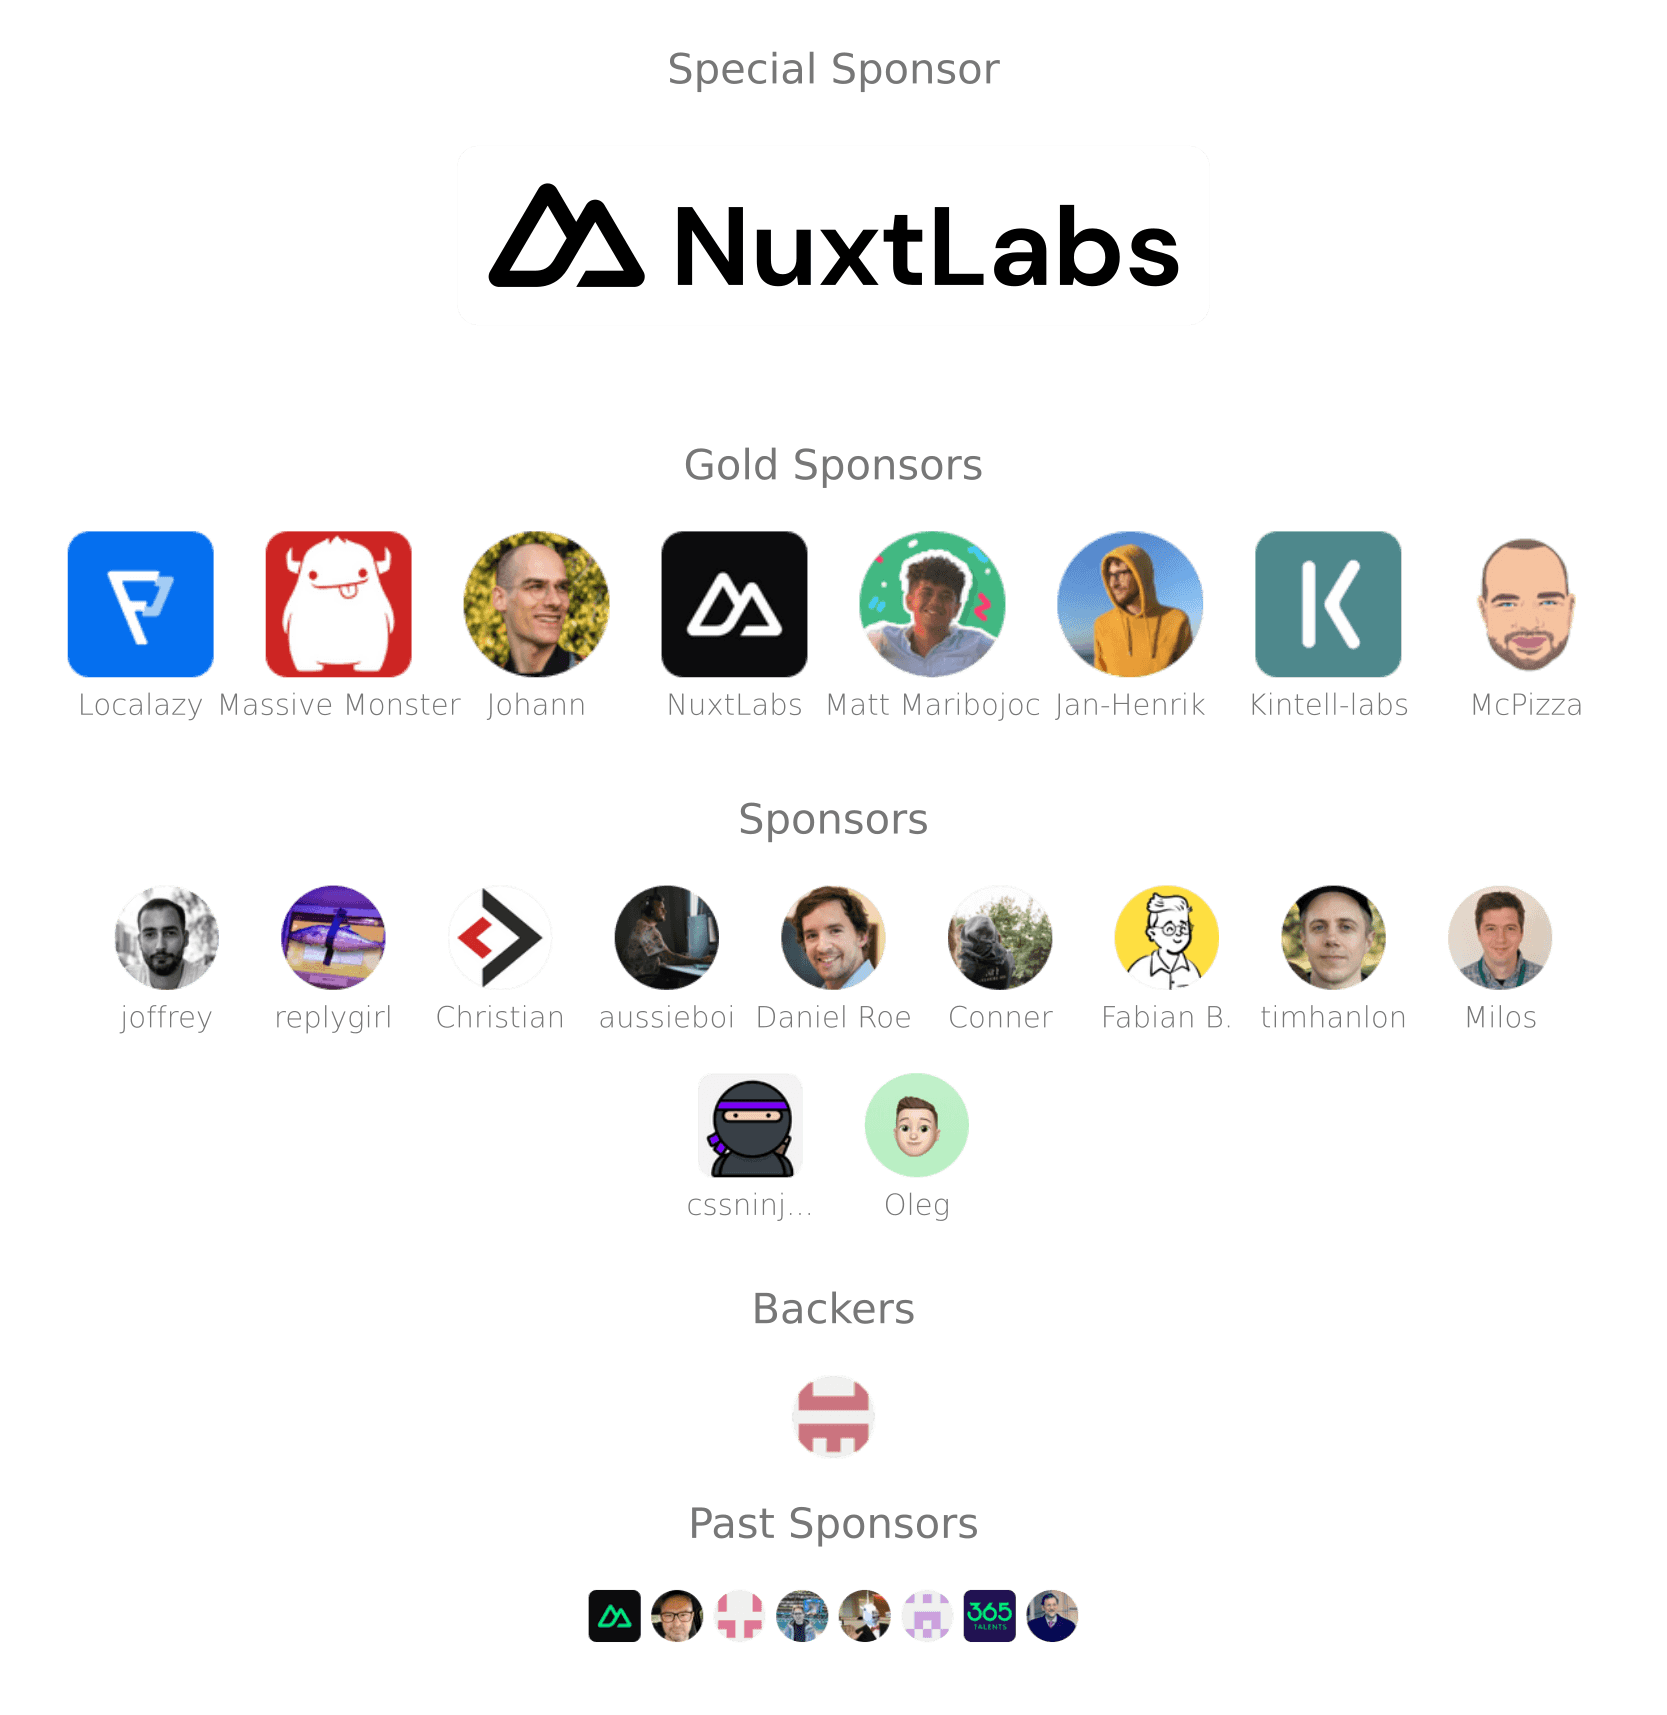 Special Sponsor
NuxtLabs
Gold Sponsors
Localazy Massive Monster Johann NuxtLabs Matt Maribojoc Jan-Henrik Kintell-labs McPizza
Sponsors
joffrey replygirl Christian aussieboi Daniel Roe Conner Fabian B. timhanlon Milos
cssninj... Oleg
Backers
Past Sponsors
365
TALENTS